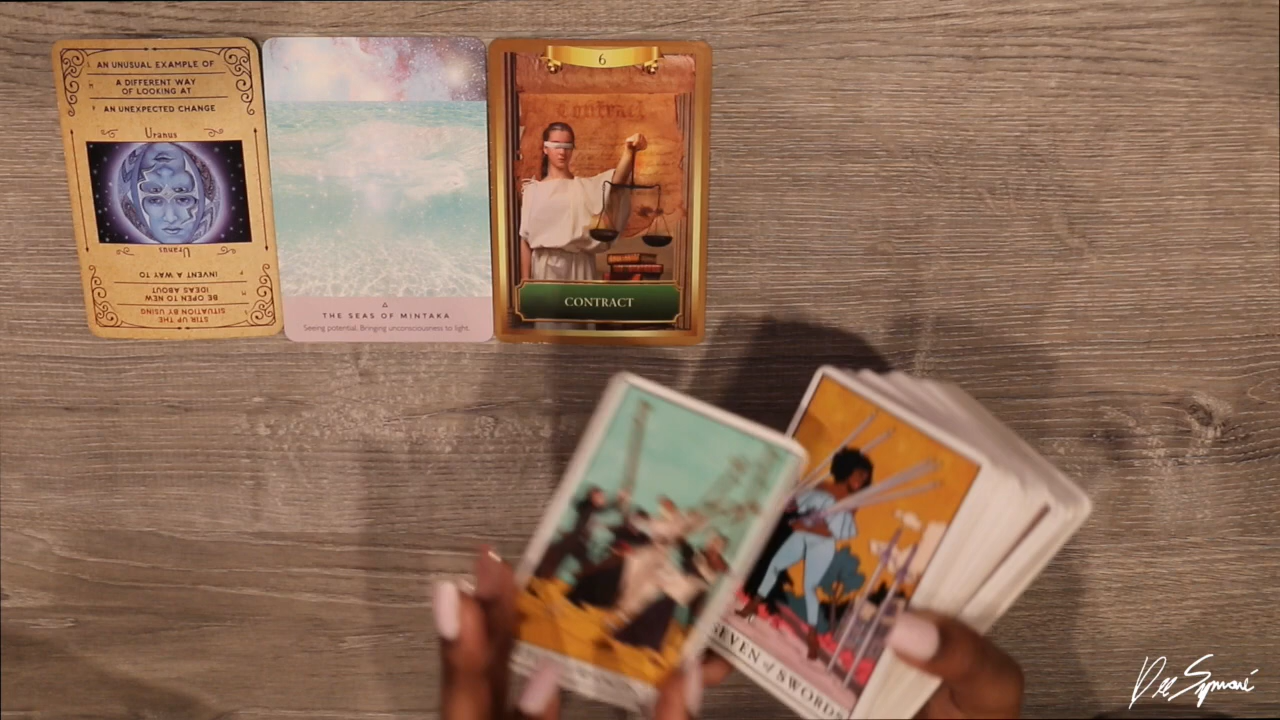 AN UNUSUAL EXAMPLE OF
A DIFFERENT WAY
OF LOOKING AT
AN UNEXPECTED CHANGE
Uranus
Uranus
INVENT A WAY TO
BE OPEN TO NEW
IDEAS ABOUT
STIR UP THE
SITUATION BY USING
THE SEAS OF MINTAKA
Seeing potential. Bringing unconsciousness to light.
6
Contract
CONTRACT
SEVEN of SWORDS